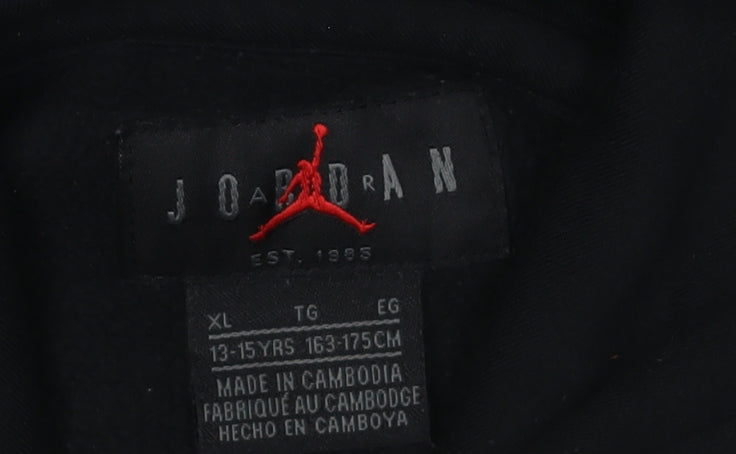 JORDAN
AIR
EST. 1985
XL TG EG
13-15YRS 163-175CM
MADE IN CAMBODIA
FABRIQUÉ AU CAMBODGE
HECHO EN CAMBOYA